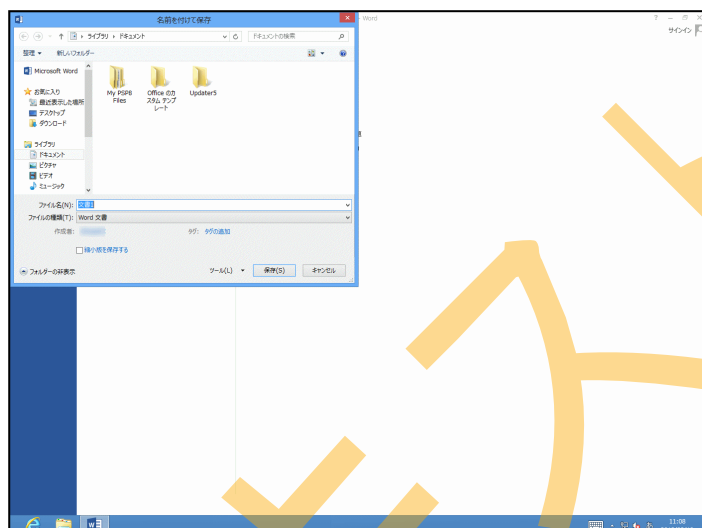 名前を付けて保存
Word
サインイン
ライブラリ ドキュメント
ドキュメントの検索
整理
新しいフォルダー
Microsoft Word
お気に入り
最近表示した場所
デスクトップ
ダウンロード
ライブラリ
ドキュメント
ピクチャ
ビデオ
ミュージック
My PSP8 Files
Office のカスタム テンプレート
Updater5
ファイル名(N):
文書1
ファイルの種類(T):
Word 文書
作成者:
タグ: タグの追加
縮小版を保存する
フォルダーの非表示
ツール(L)
保存(S)
キャンセル
11:08